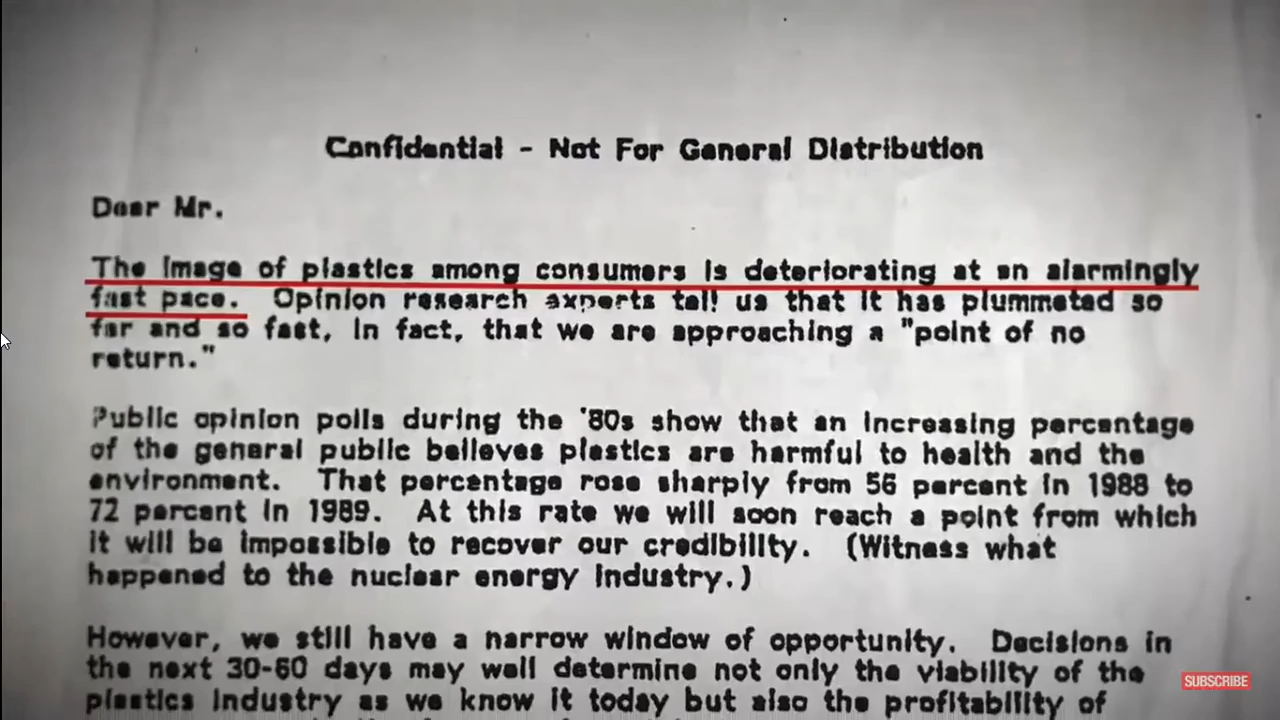 Confidential - Not For General Distribution
Dear Mr.
The image of plastics among consumers is deteriorating at an alarmingly
fast pace. Opinion research experts tell us that it has plummeted so
far and so fast, in fact, that we are approaching a "point of no
return."
Public opinion polls during the '80s show that an increasing percentage
of the general public believes plastics are harmful to health and the
environment. That percentage rose sharply from 56 percent in 1988 to
72 percent in 1989. At this rate we will soon reach a point from which
it will be impossible to recover our credibility. (Witness what
happened to the nuclear energy industry.)
However, we still have a narrow window of opportunity. Decisions in
the next 30-60 days may well determine not only the viability of the
plastics industry as we know it today but also the profitability of
SUBSCRIBE